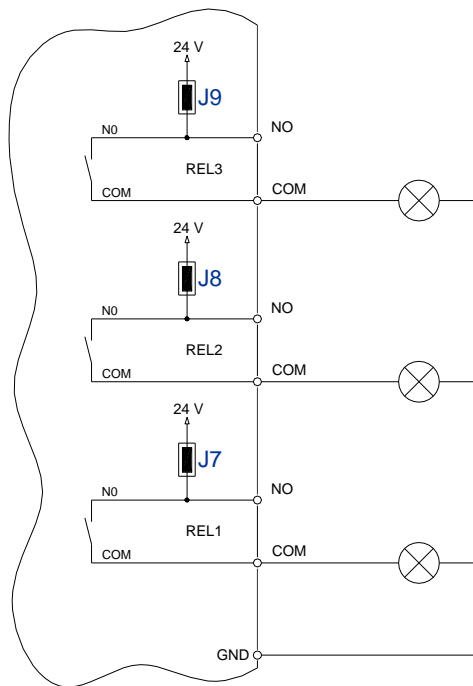 24 V
J9
N0
NO
REL3
COM
COM
24 V
J8
N0
NO
REL2
COM
COM
24 V
J7
N0
NO
REL1
COM
COM
GND